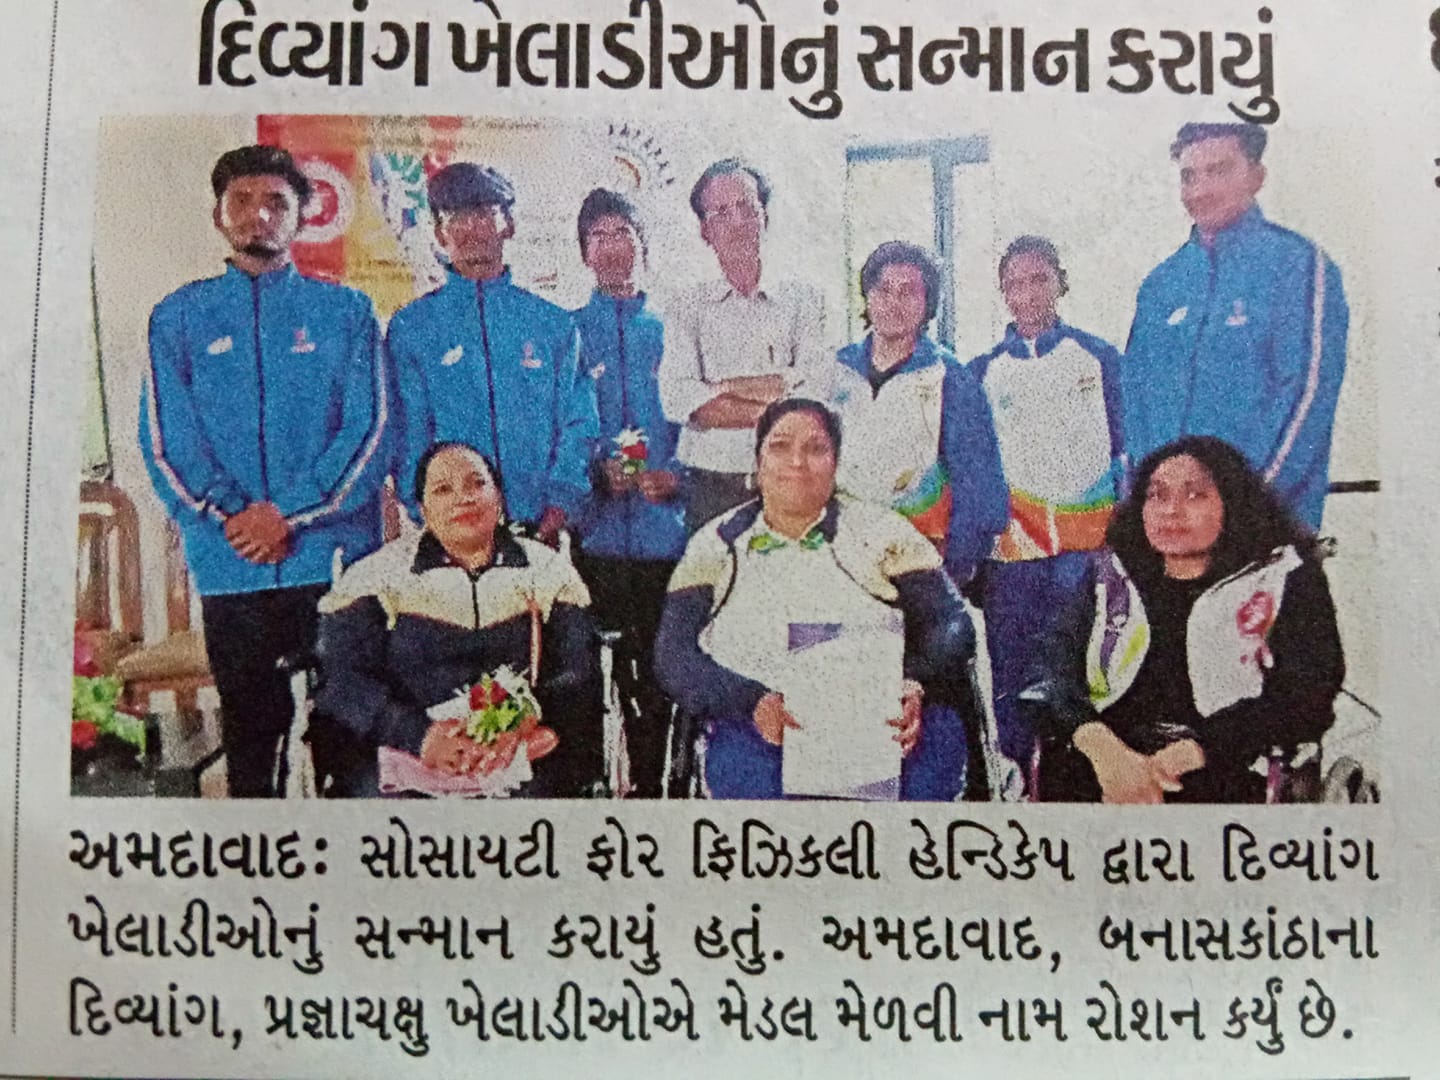 દિવ્યાંગ ખેલાડીઓનું સન્માન કરાયું
અમદાવાદઃ સોસાયટી ફોર ફિઝિકલી હેન્ડિકેપ દ્વારા દિવ્યાંગ
ખેલાડીઓનું સન્માન કરાયું હતું. અમદાવાદ, બનાસકાંઠાના
દિવ્યાંગ, પ્રજ્ઞાચક્ષુ ખેલાડીઓએ મેડલ મેળવી નામ રોશન કર્યું છે.